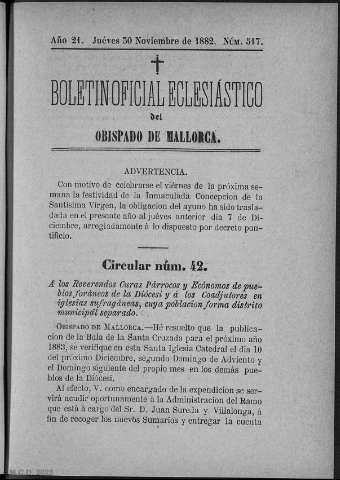 Año 21. Juéves 30 Noviembre de 1882. Núm. 517.
BOLETIN OFICIAL ECLESIÁSTICO
del
OBISPADO DE MALLORCA.
ADVERTENCIA.
Con motivo de celebrarse el viérnes de la próxima se-
mana la festividad de la Inmaculada Concepcion de la
Santísima Vírgen, la obligacion del ayuno ha sido trasla-
dada en el presente año al juéves anterior dia 7 de Di-
ciembre, arregladamente á lo dispuesto por decreto pon-
tificio.
Circular núm. 42.
A los Reverendos Curas Párrocos y Ecónomos de pue-
blos foráneos de la Diócesi y á los Coadjutores en
iglesias sufragáneas, cuya poblacion forma distrito
municipal separado.
OBISPADO DE MALLORCA.—Hé resuelto que la publica-
cion de la Bula de la Santa Cruzada para el próximo año
1883, se verifique en esta Santa Iglesia Catedral el dia 10
del próximo Diciembre, segundo Domingo de Adviento y
el Domingo siguiente del propio mes en los demás pue-
blos de la Diócesi,
Al efecto, V. como encargado de la expendicion se ser-
virá acudir oportunamente á la Administracion del Ramo
que está á cargo del Sr. D. Juan Sureda y Villalonga, á
fin de recoger los nuevos Sumarios y entregar la cuenta